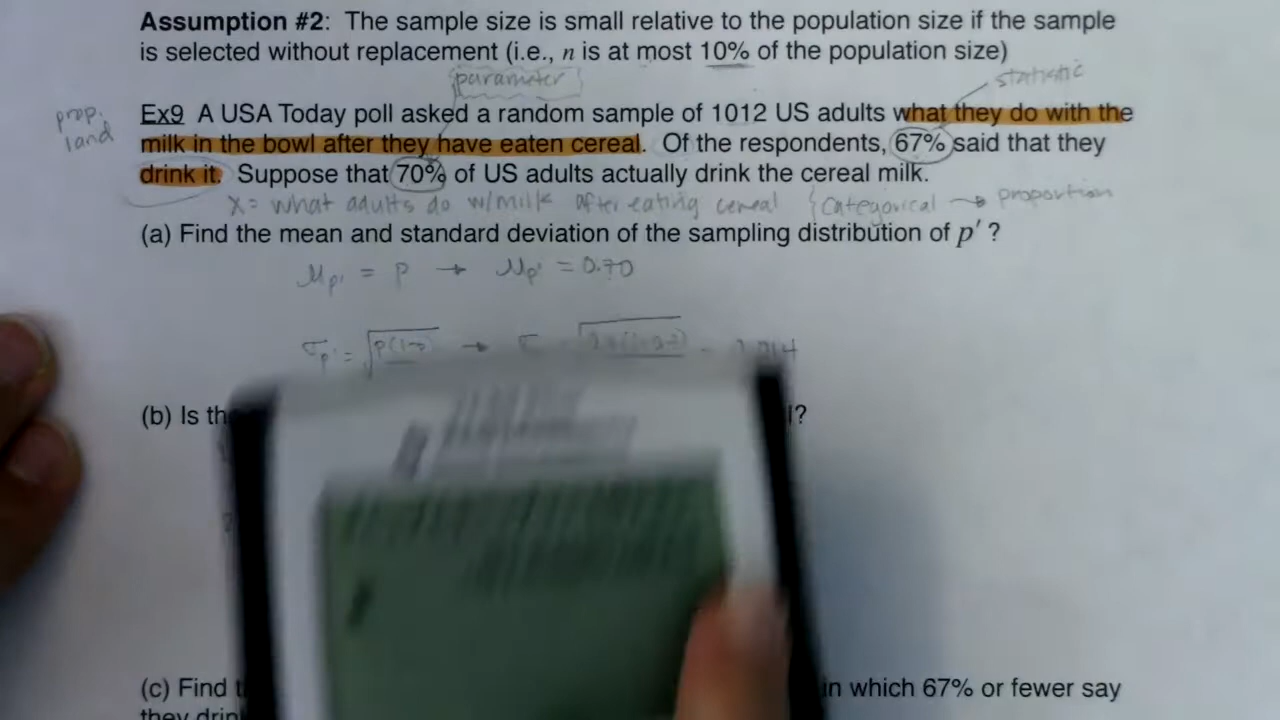 Assumption #2: The sample size is small relative to the population size if the sample
is selected without replacement (i.e., n is at most 10% of the population size)
parameter
statistic
prop.
land
Ex9 A USA Today poll asked a random sample of 1012 US adults what they do with the
milk in the bowl after they have eaten cereal. Of the respondents, 67% said that they
drink it. Suppose that 70% of US adults actually drink the cereal milk.
X = what adults do w/milk after eating cereal {categorical → proportion
(a) Find the mean and standard deviation of the sampling distribution of p′ ?
μp' = p → μp' = 0.70
σp' = √p(1-p) →
(b) Is
(c) Find
in which 67% or fewer say
they